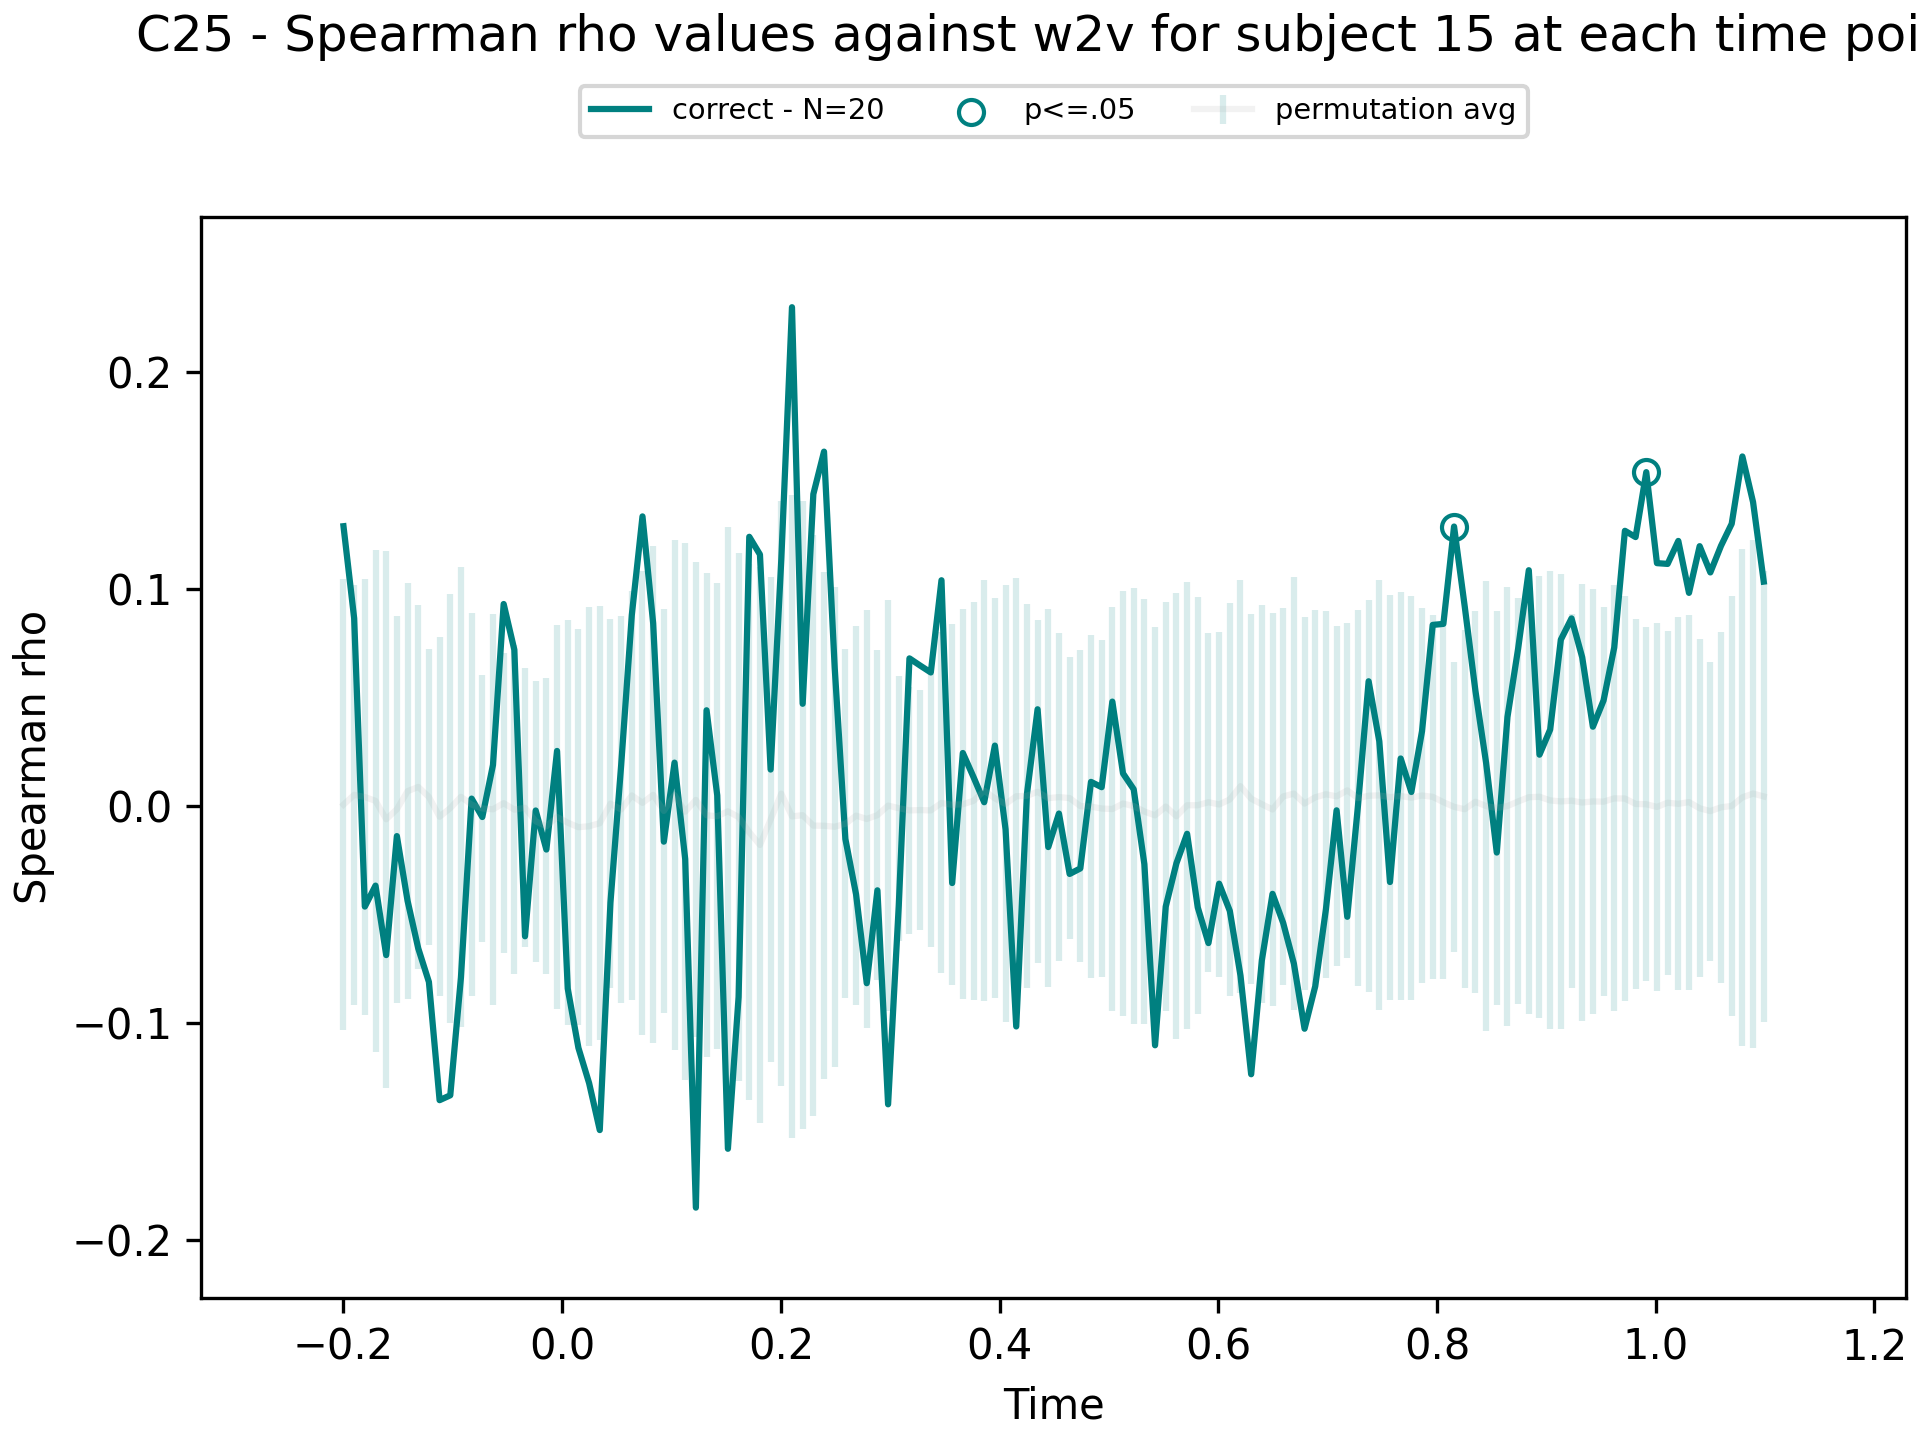 C25 - Spearman rho values against w2v for subject 15 at each time poi
correct - N=20 p<=.05 permutation avg
Spearman rho
0.2
0.1
0.0
−0.1
−0.2
−0.2 0.0 0.2 0.4 0.6 0.8 1.0 1.2
Time